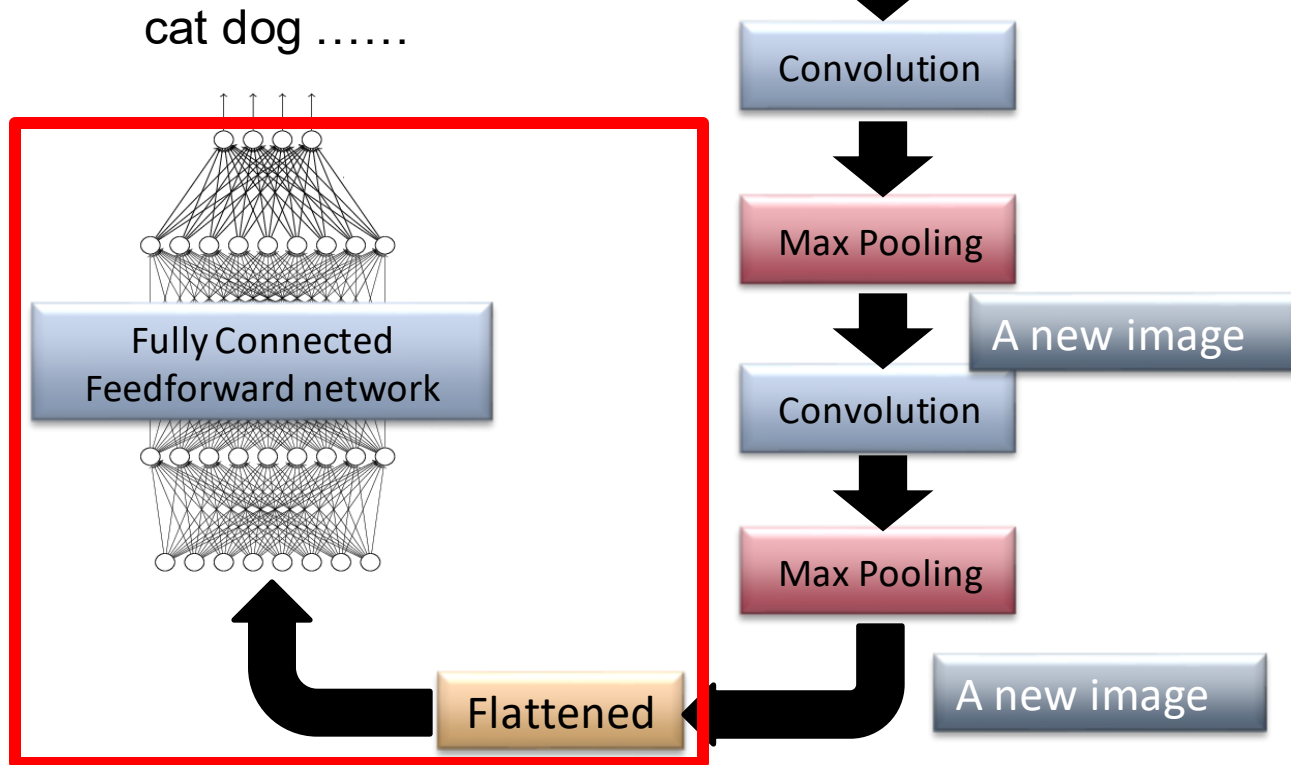 cat dog ……
Convolution
Max Pooling
A new image
Convolution
Max Pooling
A new image
Flattened
Fully Connected
Feedforward network